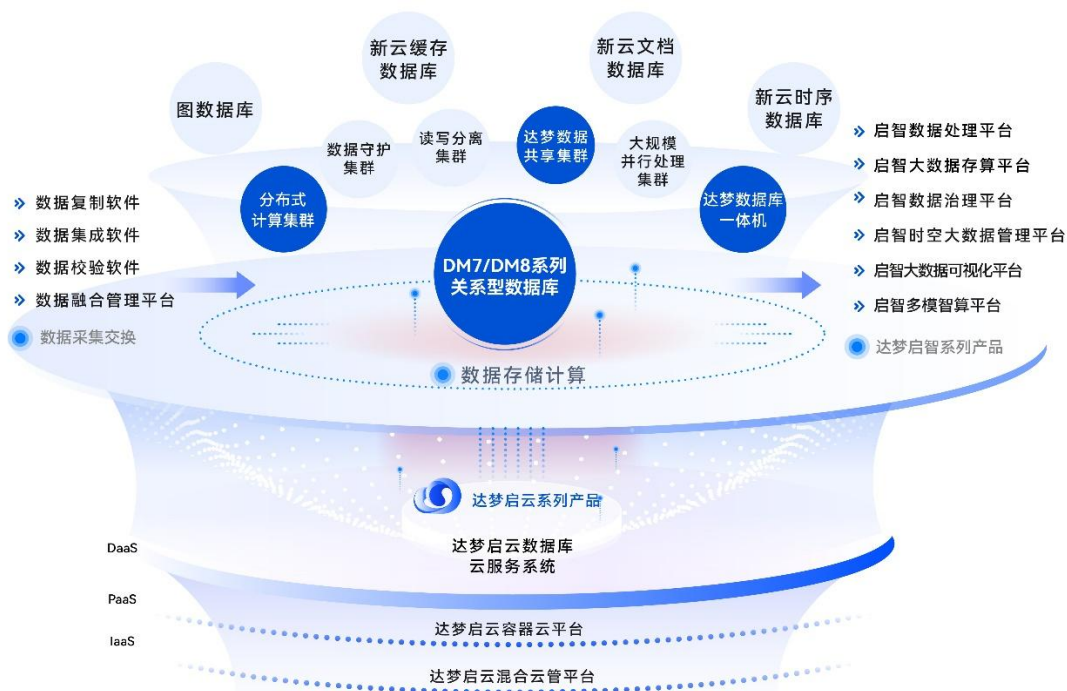 新云缓存
数据库
新云文档
数据库
图数据库
新云时序
数据库
数据守护
集群
读写分离
集群
达梦数据
共享集群
大规模
并行处理
集群
分布式
计算集群
达梦数据库
一体机
DM7/DM8系列
关系型数据库
数据复制软件
数据集成软件
数据校验软件
数据融合管理平台
数据采集交换
启智数据处理平台
启智大数据存算平台
启智数据治理平台
启智时空大数据管理平台
启智大数据可视化平台
启智多模智算平台
达梦启智系列产品
数据存储计算
达梦启云系列产品
达梦启云数据库
云服务系统
DaaS
PaaS
达梦启云容器云平台
IaaS
达梦启云混合云管平台